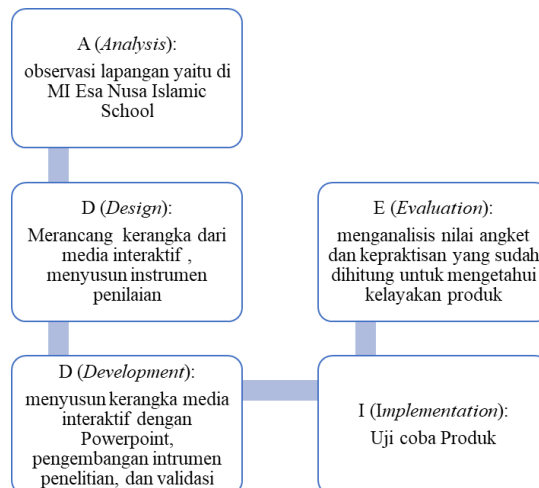 A (Analysis):
observasi lapangan yaitu di
MI Esa Nusa Islamic
School
D (Design):
Merancang kerangka dari
media interaktif ,
menyusun instrumen
penilaian
D (Development):
menyusun kerangka media
interaktif dengan
Powerpoint,
pengembangan intrumen
penelitian, dan validasi
I (Implementation):
Uji coba Produk
E (Evaluation):
menganalisis nilai angket
dan kepraktisan yang sudah
dihitung untuk mengetahui
kelayakan produk